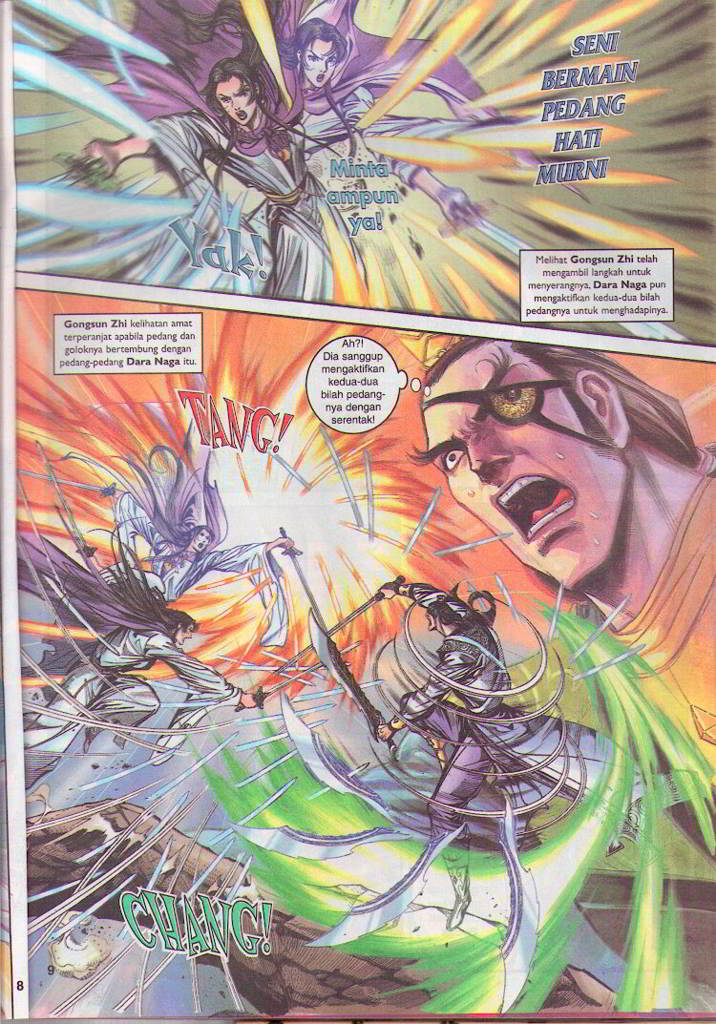 SENI
BERMAIN
PEDANG
HATI
MURNI
Minta
ampun
ya!
Yak!
Melihat Gongsun Zhi telah
mengambil langkah untuk
menyerangnya, Dara Naga pun
mengaktifkan kedua-dua bilah
pedangnya untuk menghadapinya.
Gongsun Zhi kelihatan amat
terperanjat apabila pedang dan
goloknya bertembung dengan
pedang-pedang Dara Naga itu.
Ah?!
Dia sanggup
mengaktifkan
kedua-dua
bilah pedang-
nya dengan
serentak!
TANG!
CHANG!
9
8